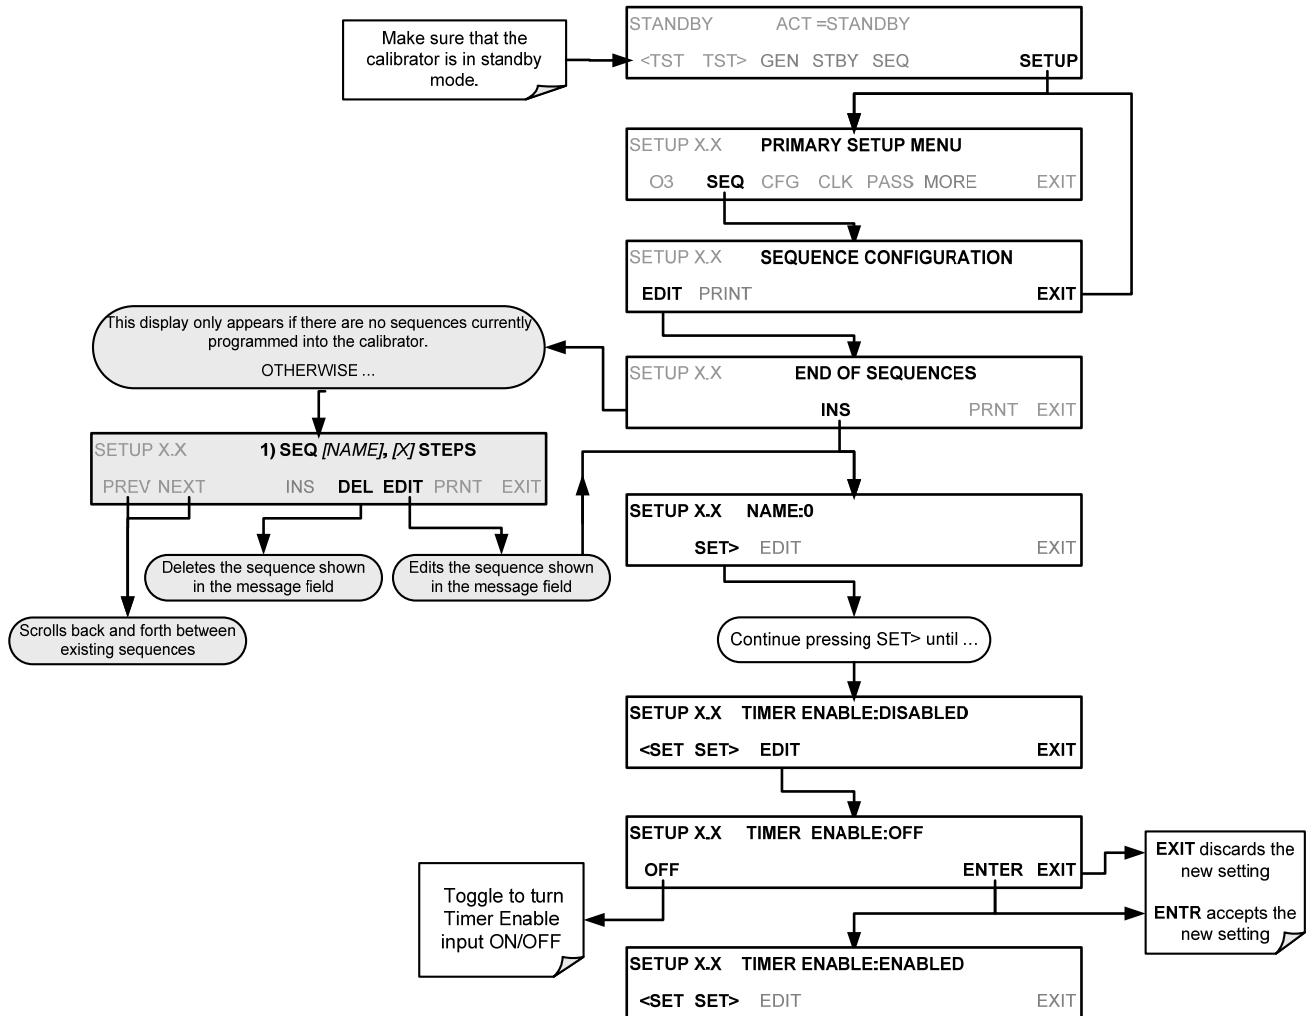 Make sure that the
calibrator is in standby
mode.
STANDBY ACT =STANDBY
<TST TST> GEN STBY SEQ SETUP
SETUP X.X PRIMARY SETUP MENU
O3 SEQ CFG CLK PASS MORE EXIT
SETUP X.X SEQUENCE CONFIGURATION
EDIT PRINT EXIT
This display only appears if there are no sequences currently
programmed into the calibrator.
OTHERWISE ...
SETUP X.X END OF SEQUENCES
INS PRNT EXIT
SETUP X.X 1) SEQ [NAME], [X] STEPS
PREV NEXT INS DEL EDIT PRNT EXIT
Deletes the sequence shown
in the message field
Edits the sequence shown
in the message field
Scrolls back and forth between
existing sequences
SETUP X.X NAME:0
SET> EDIT EXIT
Continue pressing SET> until ...
SETUP X.X TIMER ENABLE:DISABLED
<SET SET> EDIT EXIT
SETUP X.X TIMER ENABLE:OFF
OFF ENTER EXIT
Toggle to turn
Timer Enable
input ON/OFF
EXIT discards the
new setting
ENTR accepts the
new setting
SETUP X.X TIMER ENABLE:ENABLED
<SET SET> EDIT EXIT